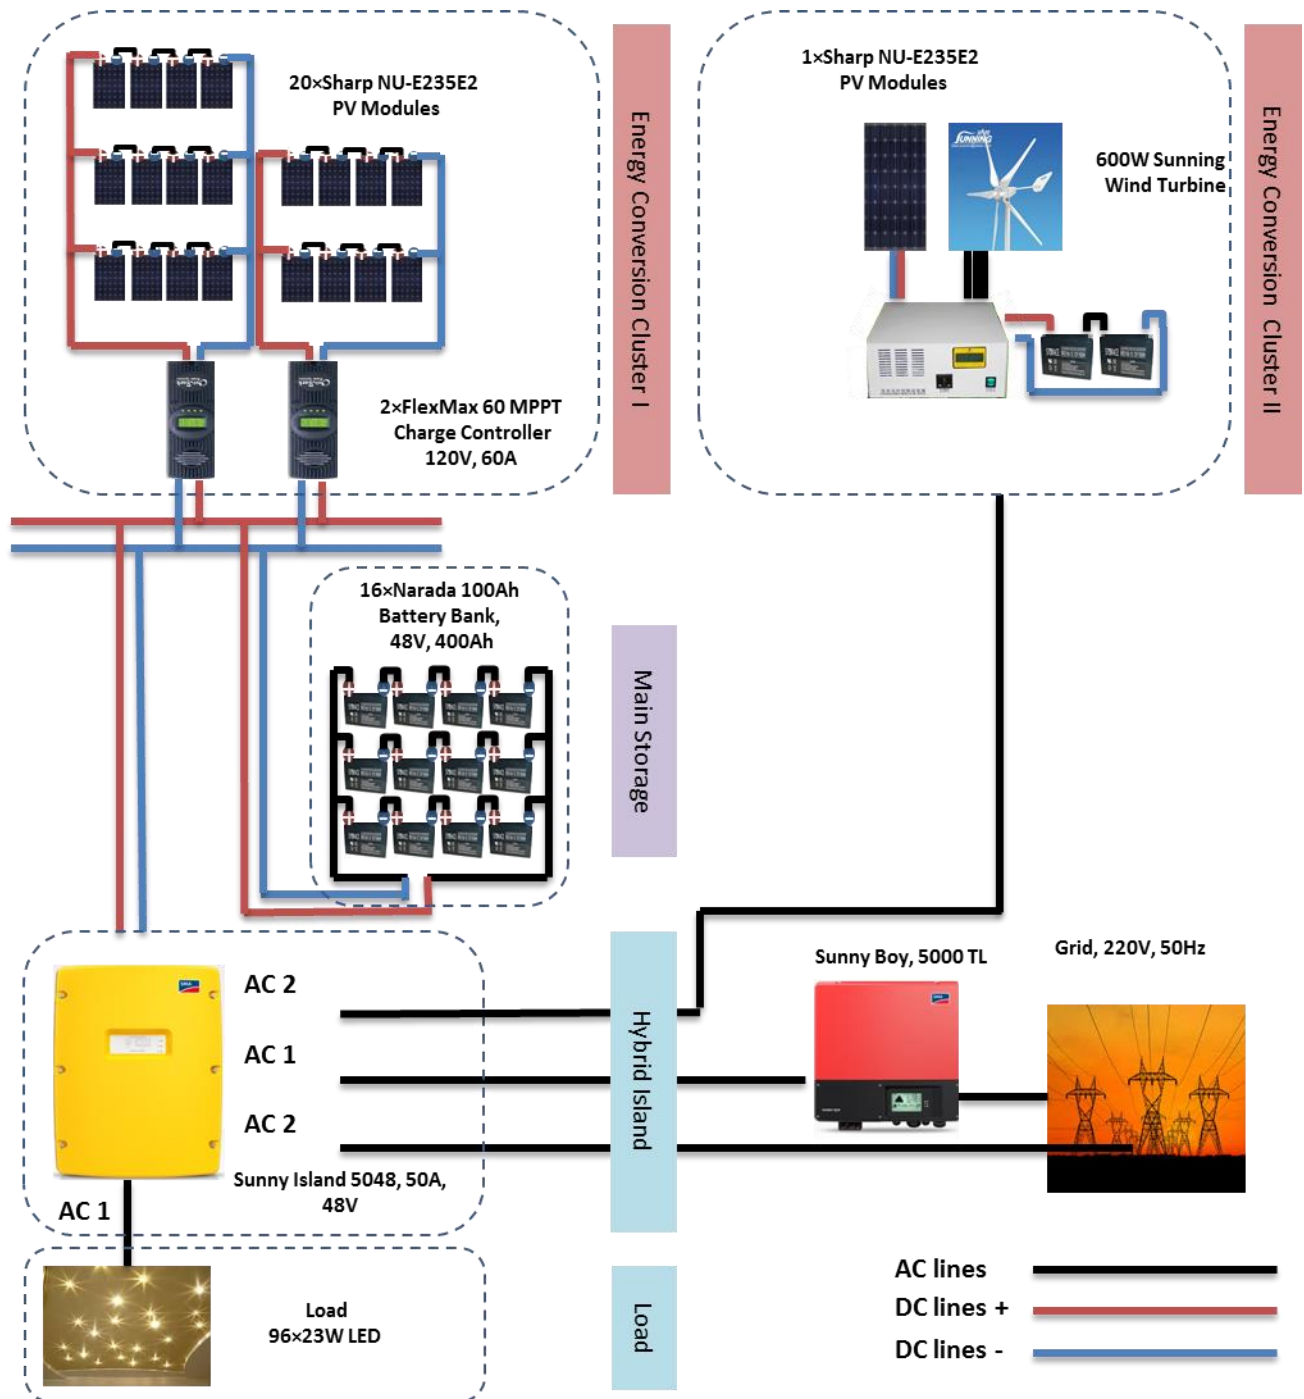 20×Sharp NU-E235E2
PV Modules
Energy Conversion Cluster I
1×Sharp NU-E235E2
PV Modules
SUNNING
600W Sunning
Wind Turbine
Energy Conversion Cluster II
2×FlexMax 60 MPPT
Charge Controller
120V, 60A
16×Narada 100Ah
Battery Bank,
48V, 400Ah
Main Storage
AC 2
AC 1
AC 2
Sunny Island 5048, 50A,
48V
AC 1
Hybrid Island
Sunny Boy, 5000 TL
SMA
Grid, 220V, 50Hz
Load
96×23W LED
Load
AC lines
DC lines +
DC lines -